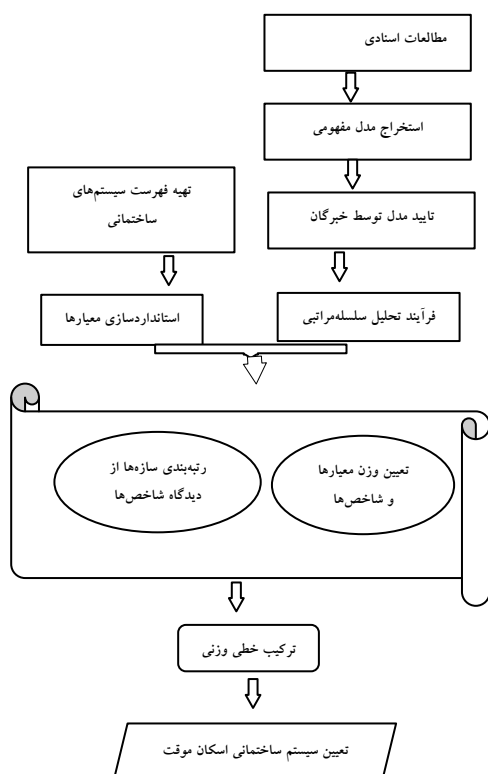 مطالعات اسنادی
استخراج مدل مفهومی
تهیه فهرست سیستم‌های
ساختمانی
تایید مدل توسط خبرگان
استانداردسازی معیارها
فرآیند تحلیل سلسله‌مراتبی
رتبه‌بندی سازه‌ها از
دیدگاه شاخص‌ها
تعیین وزن معیارها
و شاخص‌ها
ترکیب خطی وزنی
تعیین سیستم ساختمانی اسکان موقت